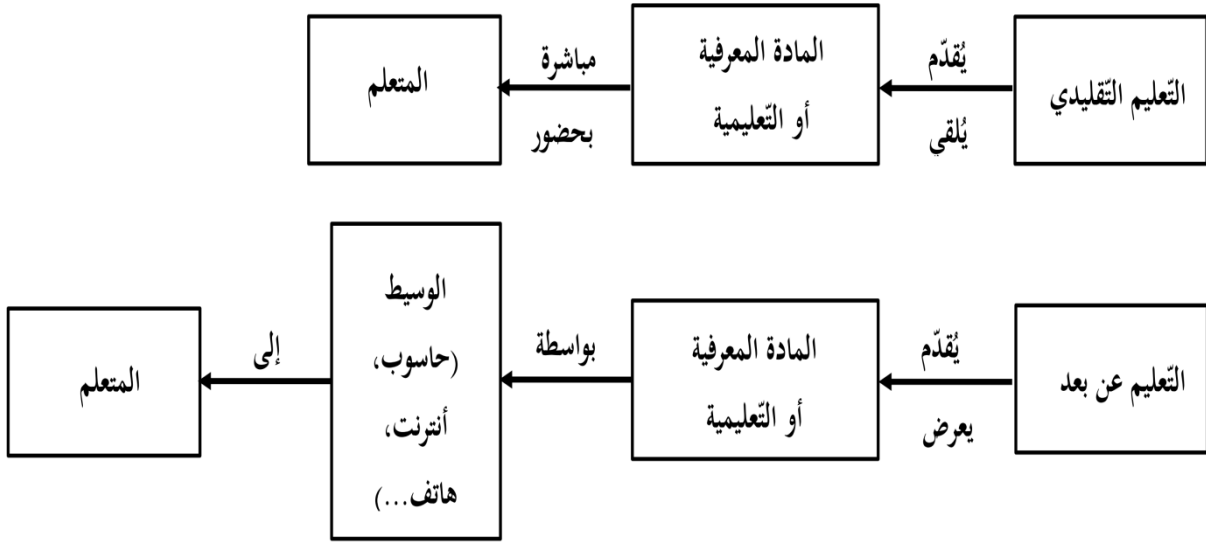 التّعليم التّقليدي
يُقدّم
يُلقي
المادة المعرفية
أو التّعليمية
مباشرة
بحضور
المتعلم
التّعليم عن بعد
يُقدّم
يعرض
المادة المعرفية
أو التّعليمية
بواسطة
الوسيط
(حاسوب،
أنترنت،
هاتف...)
إلى
المتعلم